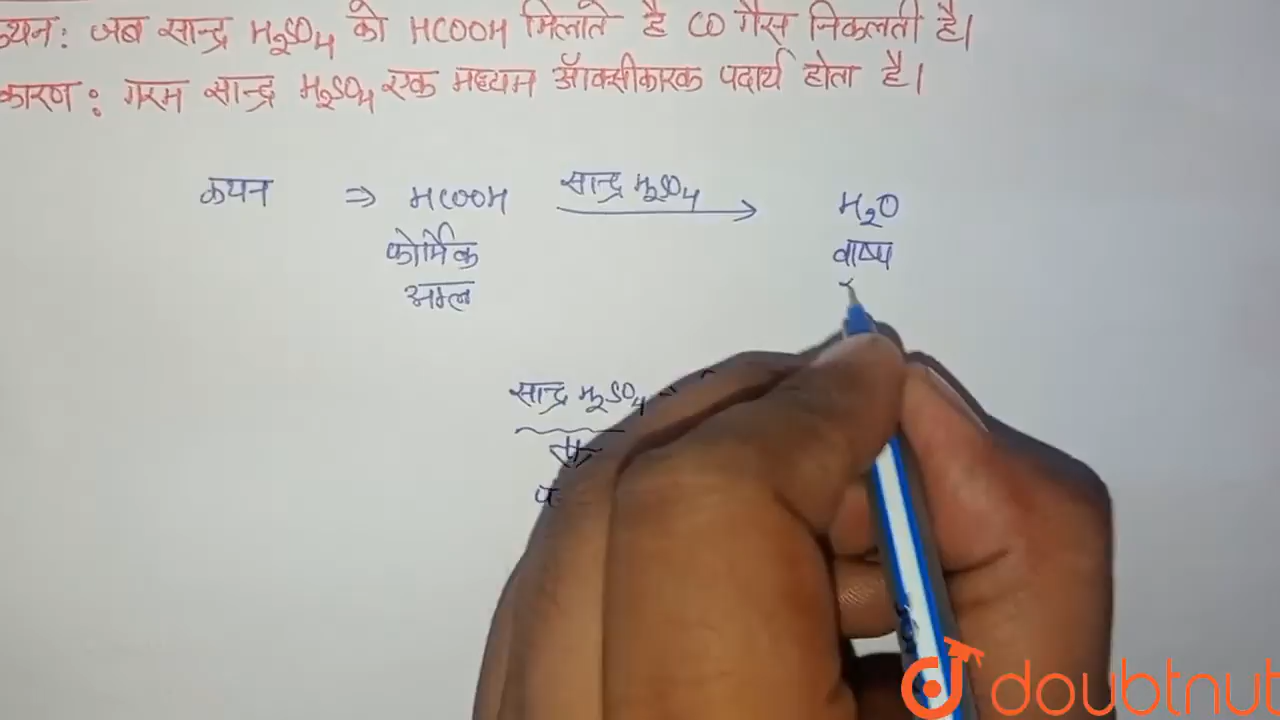 कथन: जब सान्द्र H2SO4 को HCOOH मिलाते है CO गैस निकलती है।
कारण : गरम सान्द्र H2SO4 एक मध्यम ऑक्सीकारक पदार्थ होता है।
कथन ⇒ HCOOH सान्द्र H2SO4 → H2O
फोर्मिक वाष्प
अम्ल
सान्द्र H2SO4
doubtnut